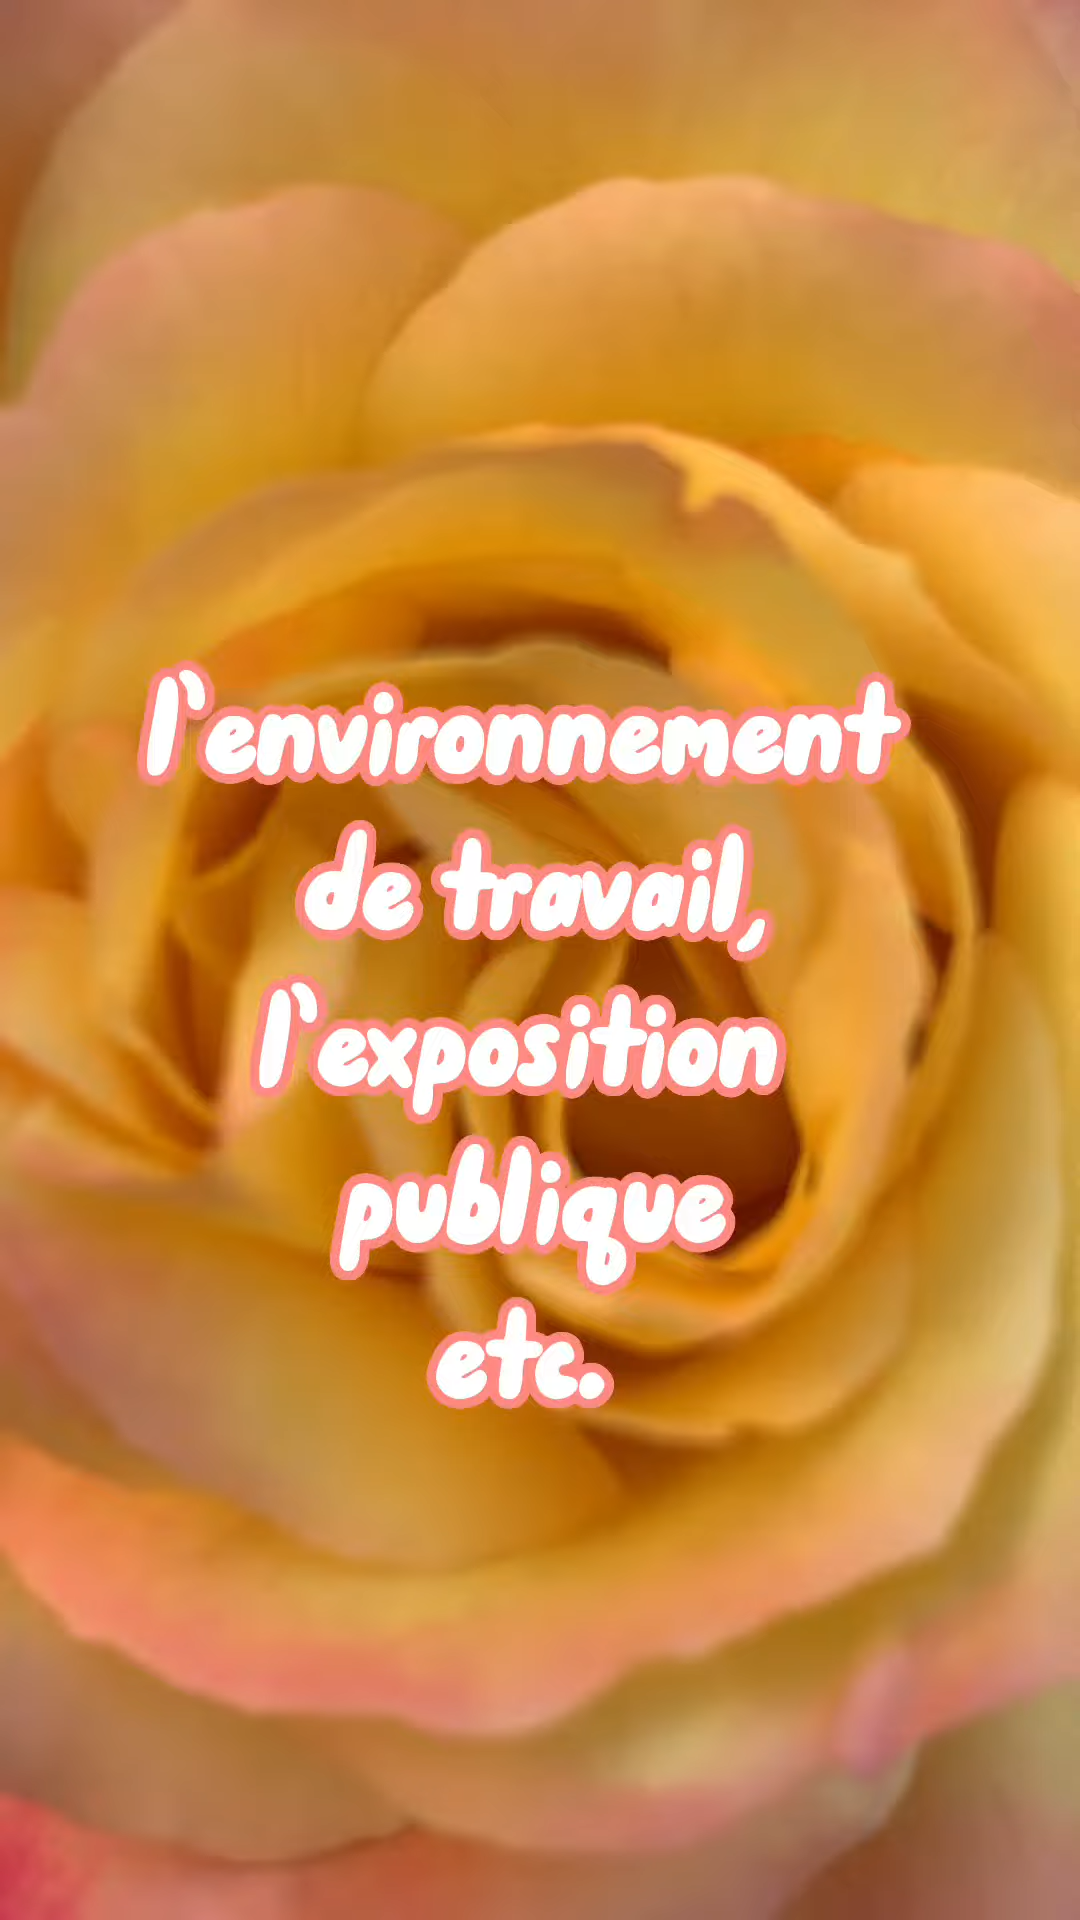 l'environnement
de travail,
l'exposition
publique
etc.